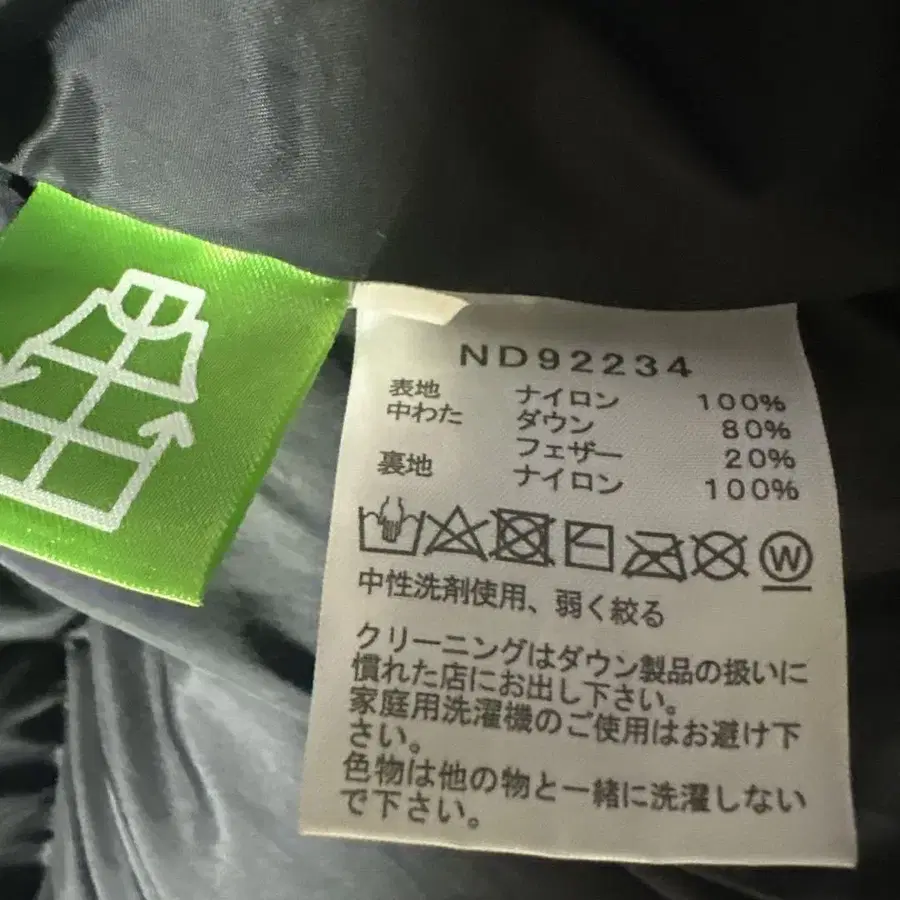 ND92234
表地 ナイロン 100%
中わた ダウン 80%
フェザー 20%
裏地 ナイロン 100%
W
中性洗剤使用、弱く絞る
クリーニングはダウン製品の扱いに
慣れた店にお出し下さい。
家庭用洗濯機のご使用はお避け下
さい。
色物は他の物と一緒に洗濯しない
で下さい。